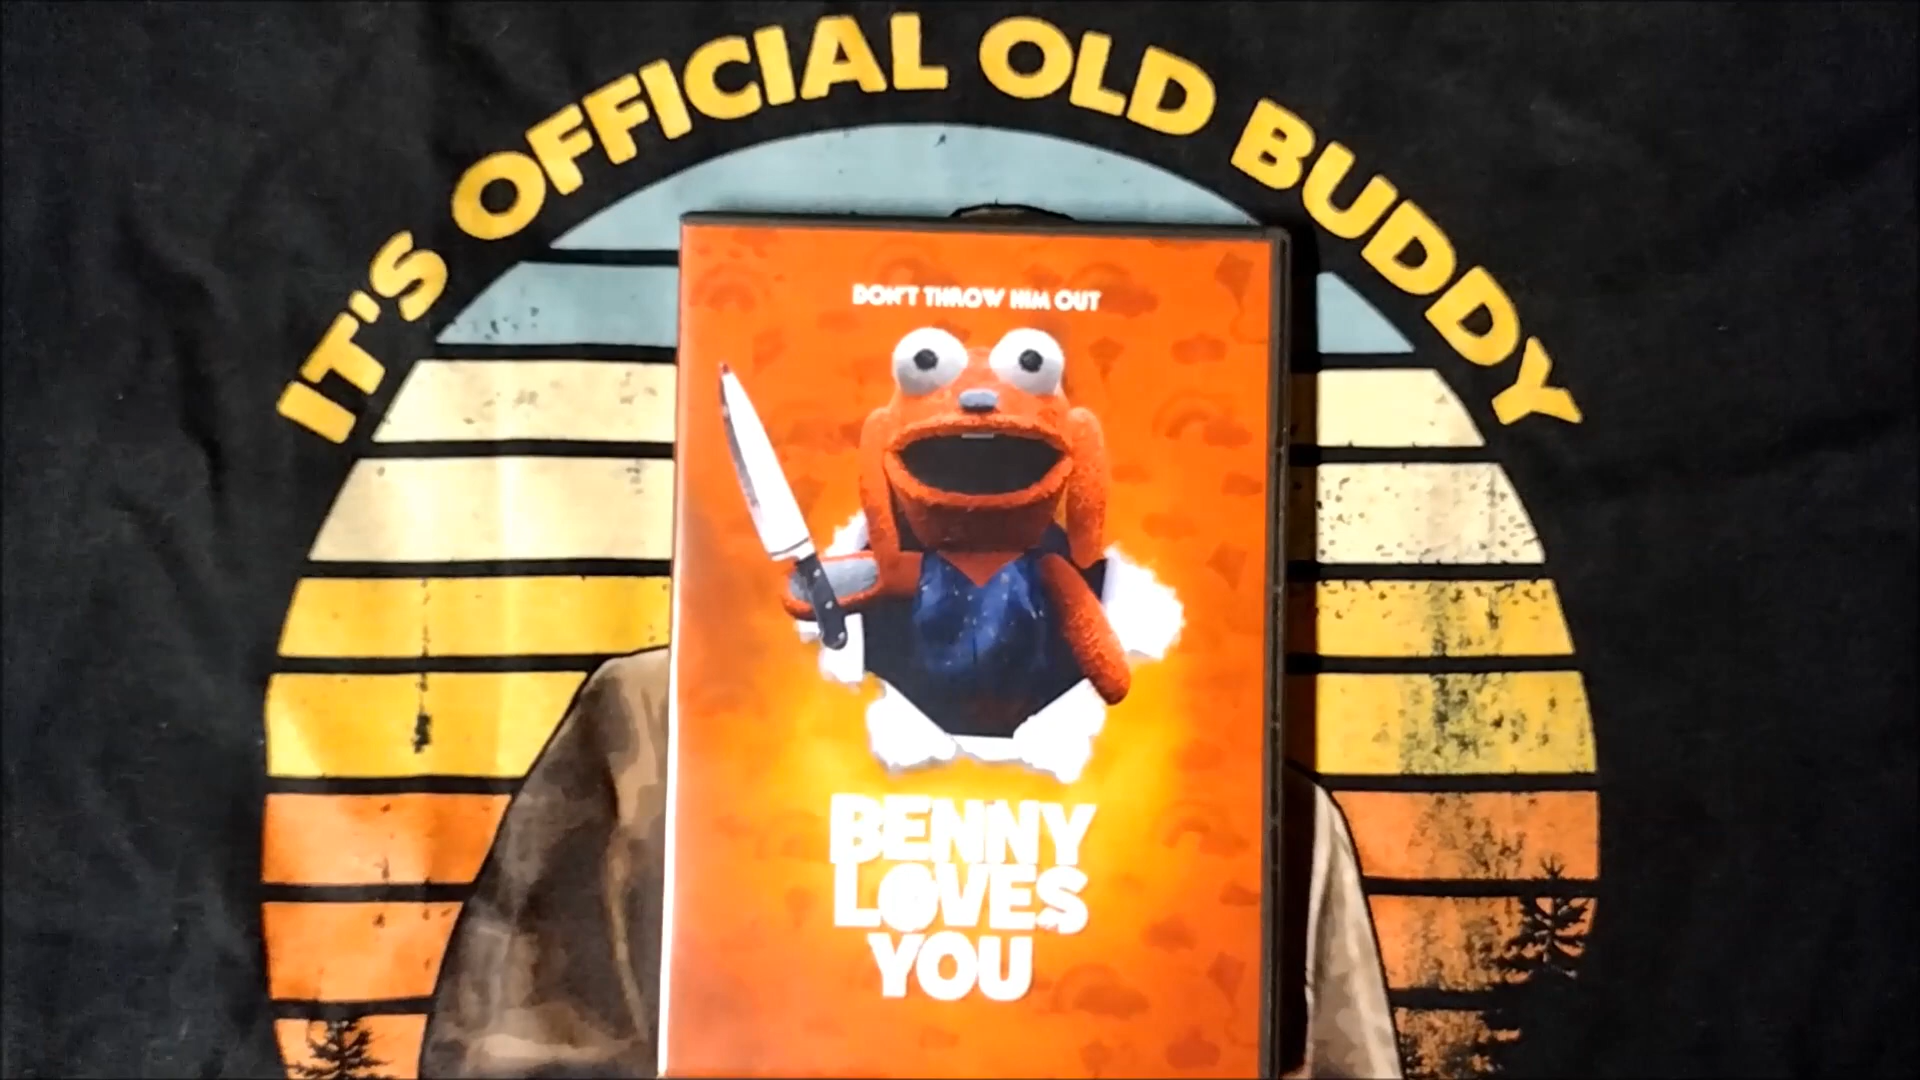 IT'S OFFICIAL OLD BUDDY
DON'T THROW HIM OUT
BENNY
LOVES
YOU